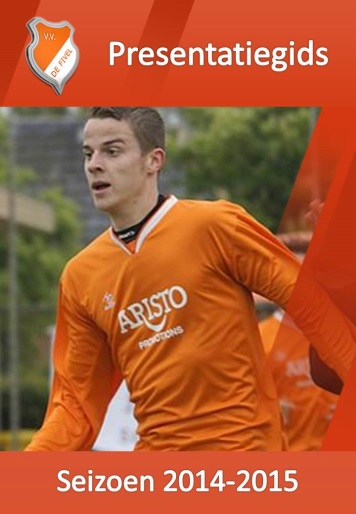 V.V.
DE FIVEL
Presentatiegids
ARISTO
PROMOTIONS
Seizoen 2014-2015